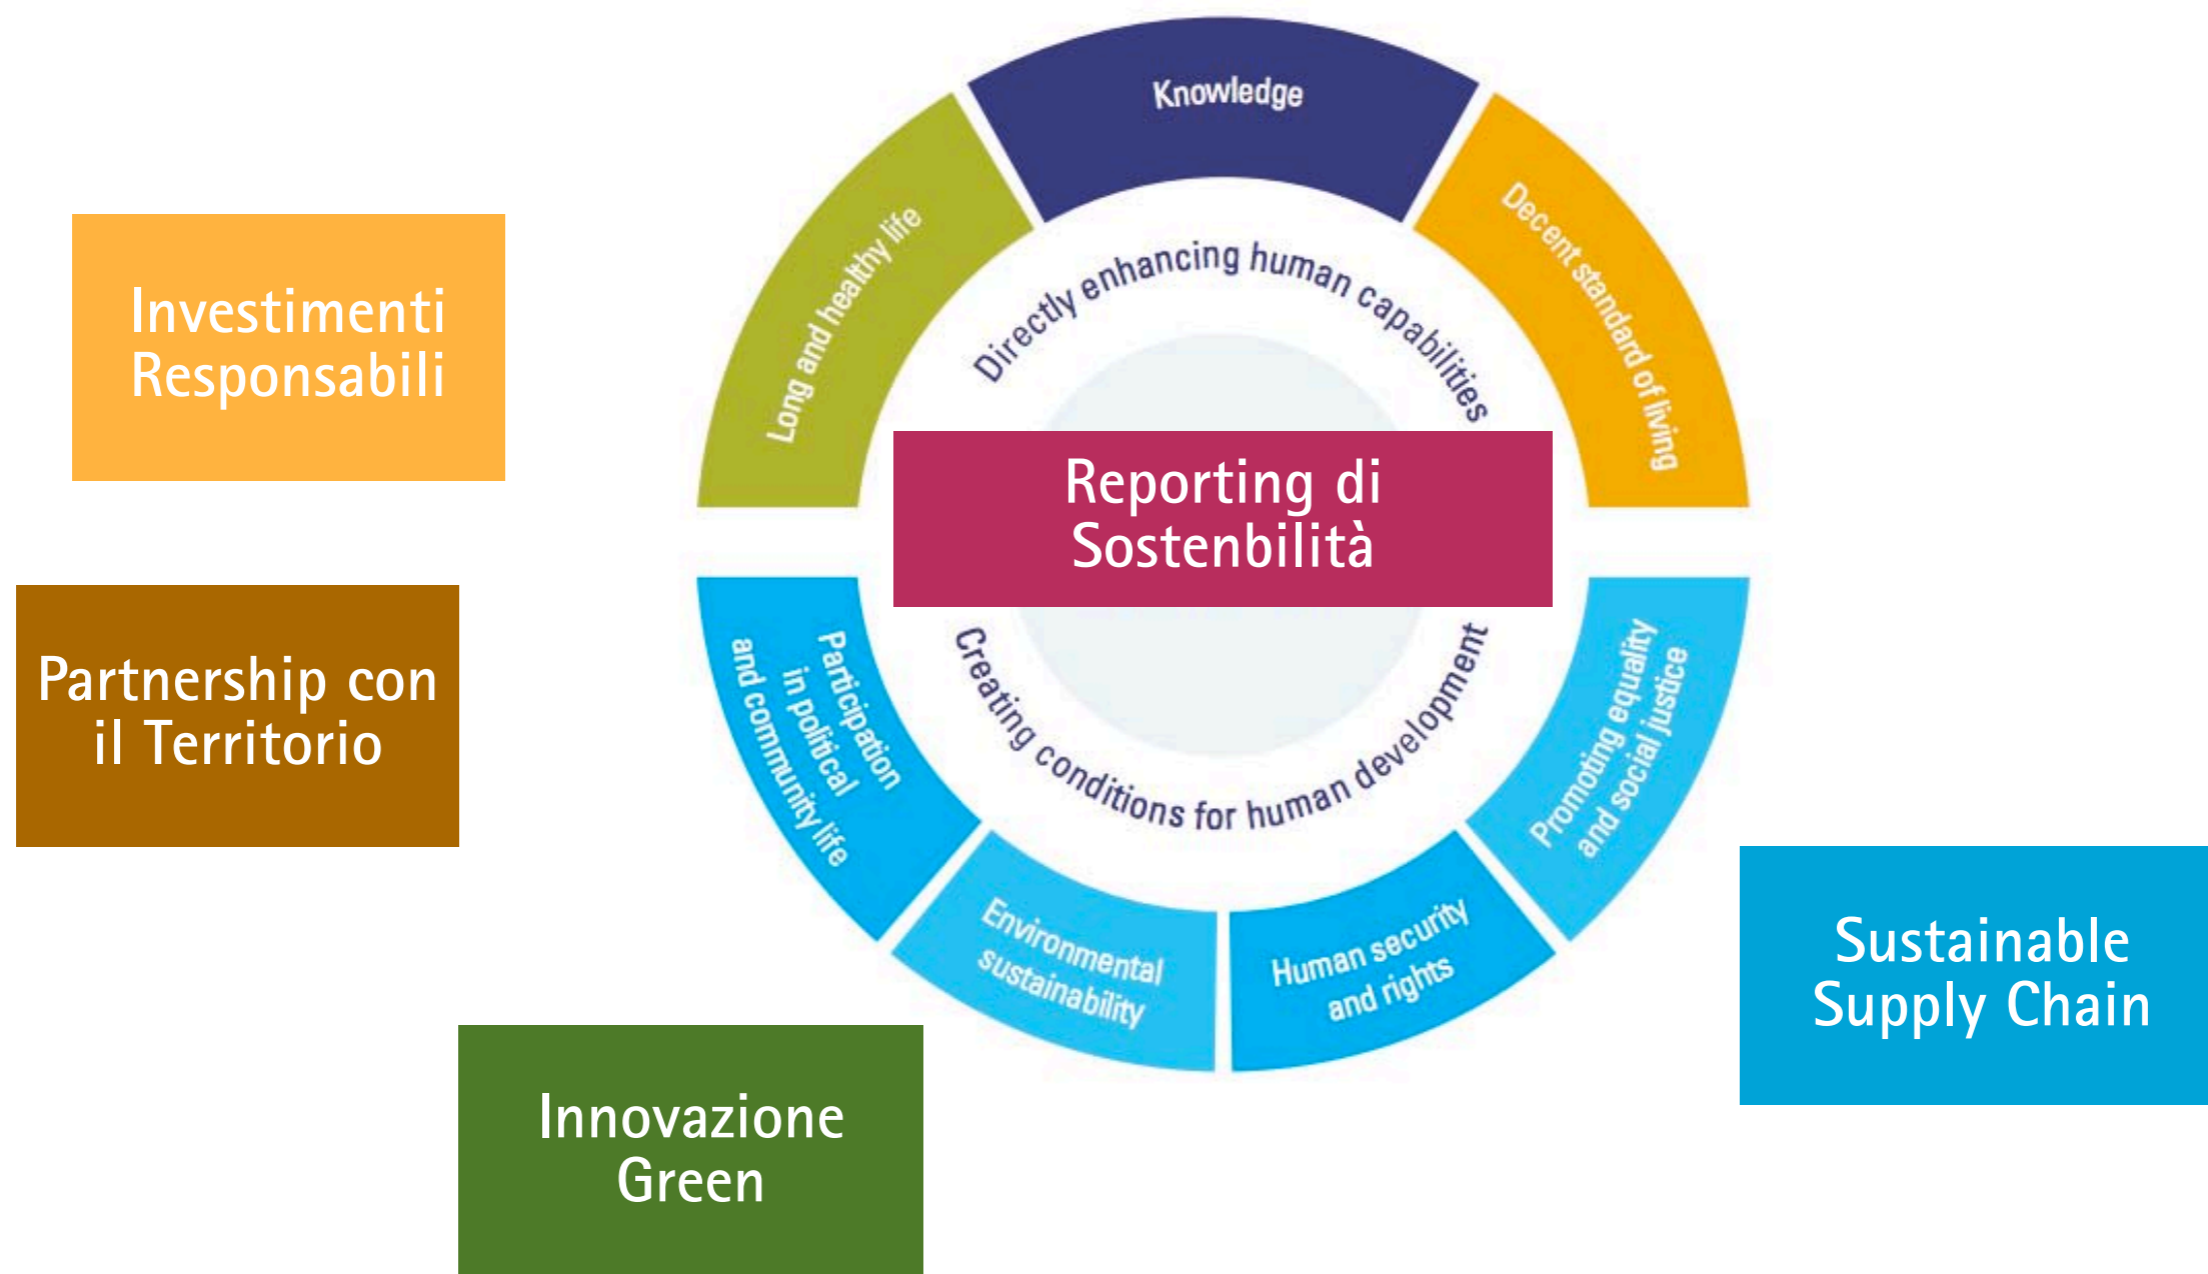 Knowledge
Long and healthy life
Decent standard of living
Directly enhancing human capabilities
Investimenti
Responsabili
Reporting di
Sostenbilità
Partnership con
il Territorio
Participation
in political
and community life
Creating conditions for human development
Promoting equality
and social justice
Environmental
sustainability
Human security
and rights
Sustainable
Supply Chain
Innovazione
Green